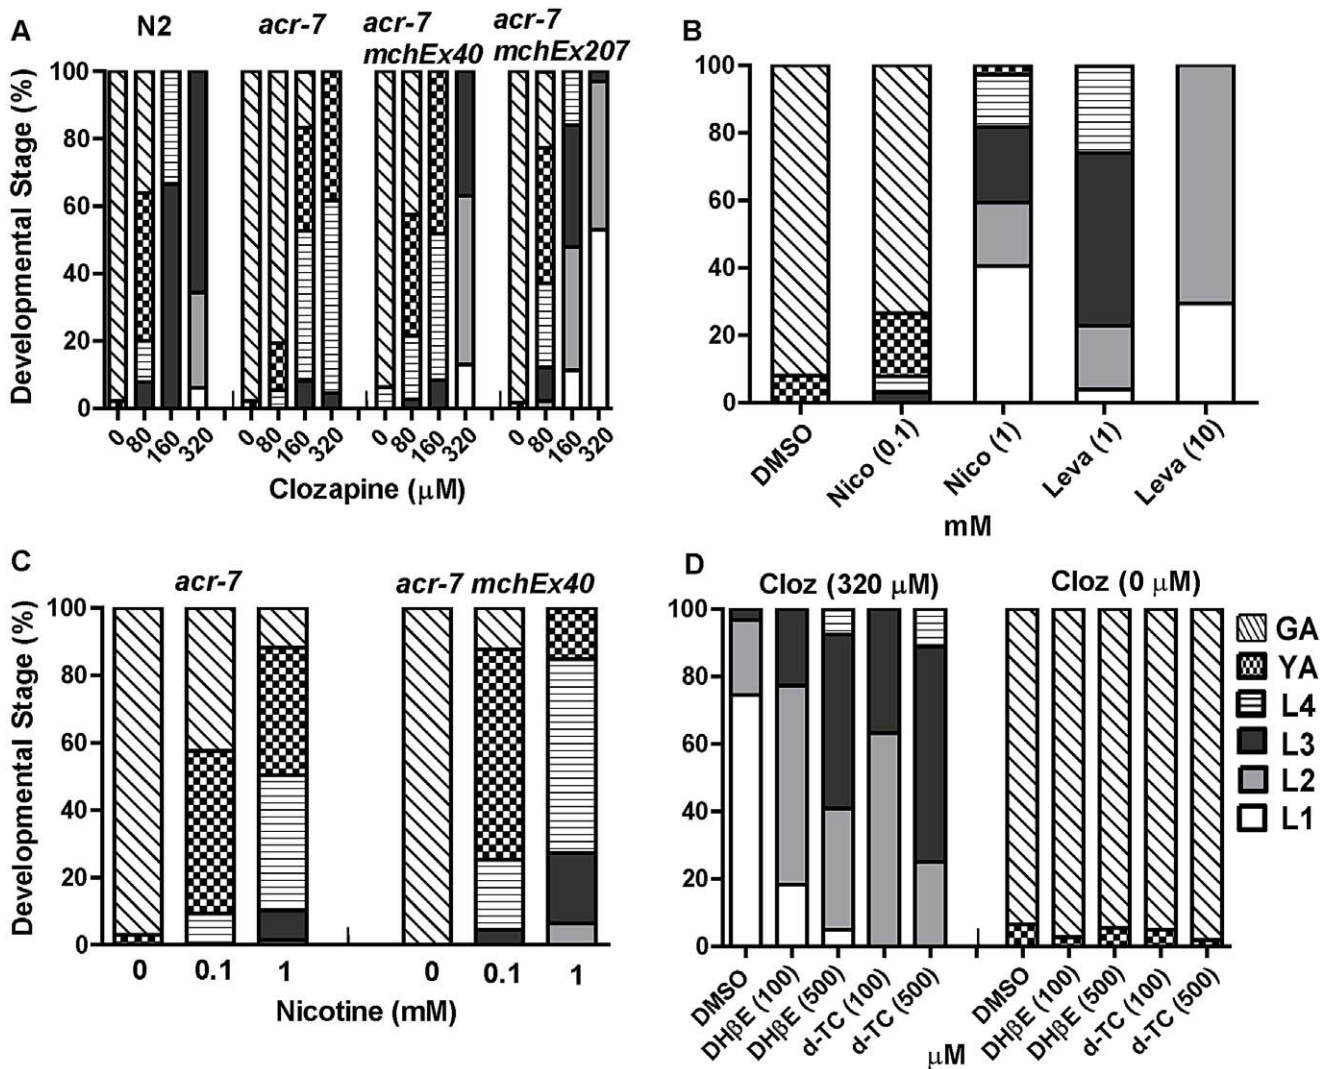 A
N2
acr-7
acr-7
mchEx40
acr-7
mchEx207
Developmental Stage (%)
100
80
60
40
20
0
0 80 160 320
0 80 160 320
0 80 160 320
0 80 160 320
Clozapine (μM)
B
100
80
60
40
20
0
DMSO
Nico (0.1)
Nico (1)
Leva (1)
Leva (10)
mM
C
acr-7
acr-7 mchEx40
Developmental Stage (%)
100
80
60
40
20
0
0 0.1 1
0 0.1 1
Nicotine (mM)
D
Cloz (320 μM)
Cloz (0 μM)
100
80
60
40
20
0
DMSO
DHβE (100)
DHβE (500)
d-TC (100)
d-TC (500)
DMSO
DHβE (100)
DHβE (500)
d-TC (100)
d-TC (500)
μM
GA
YA
L4
L3
L2
L1